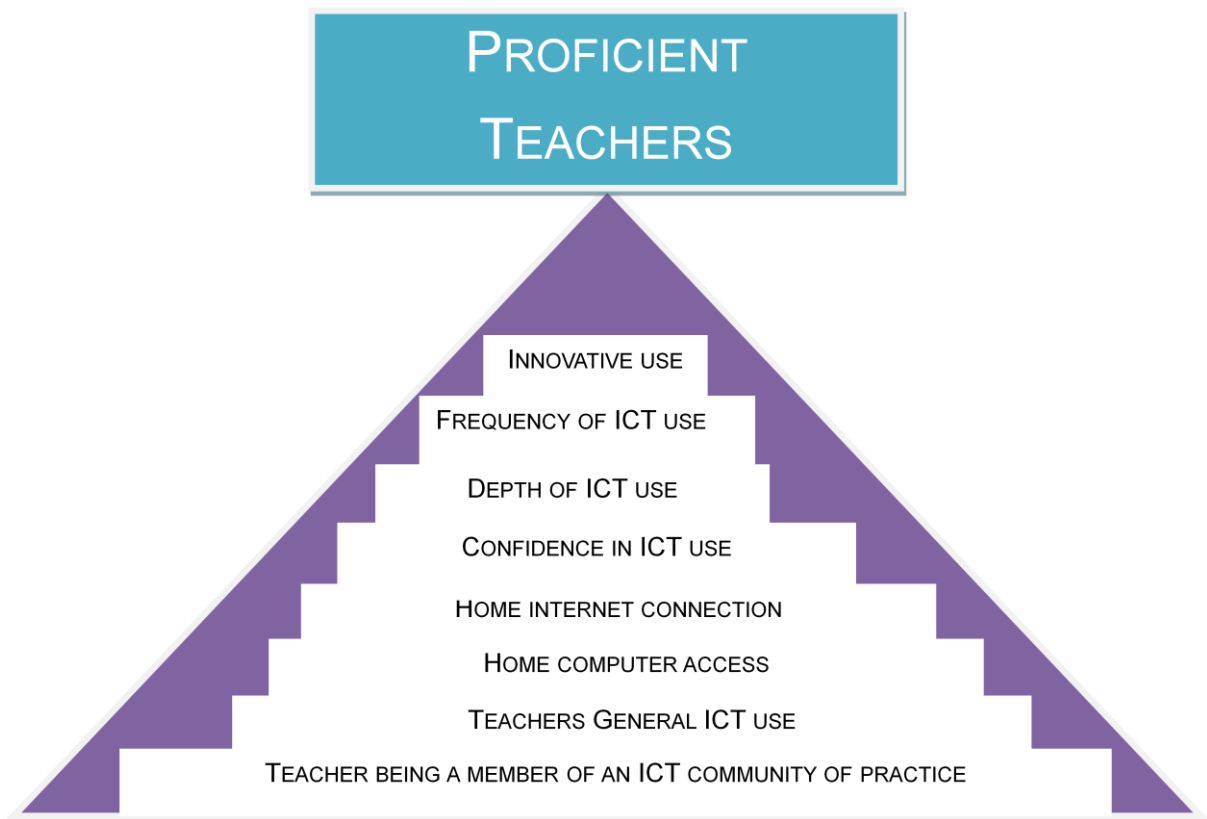 PROFICIENT
TEACHERS
INNOVATIVE USE
FREQUENCY OF ICT USE
DEPTH OF ICT USE
CONFIDENCE IN ICT USE
HOME INTERNET CONNECTION
HOME COMPUTER ACCESS
TEACHERS GENERAL ICT USE
TEACHER BEING A MEMBER OF AN ICT COMMUNITY OF PRACTICE